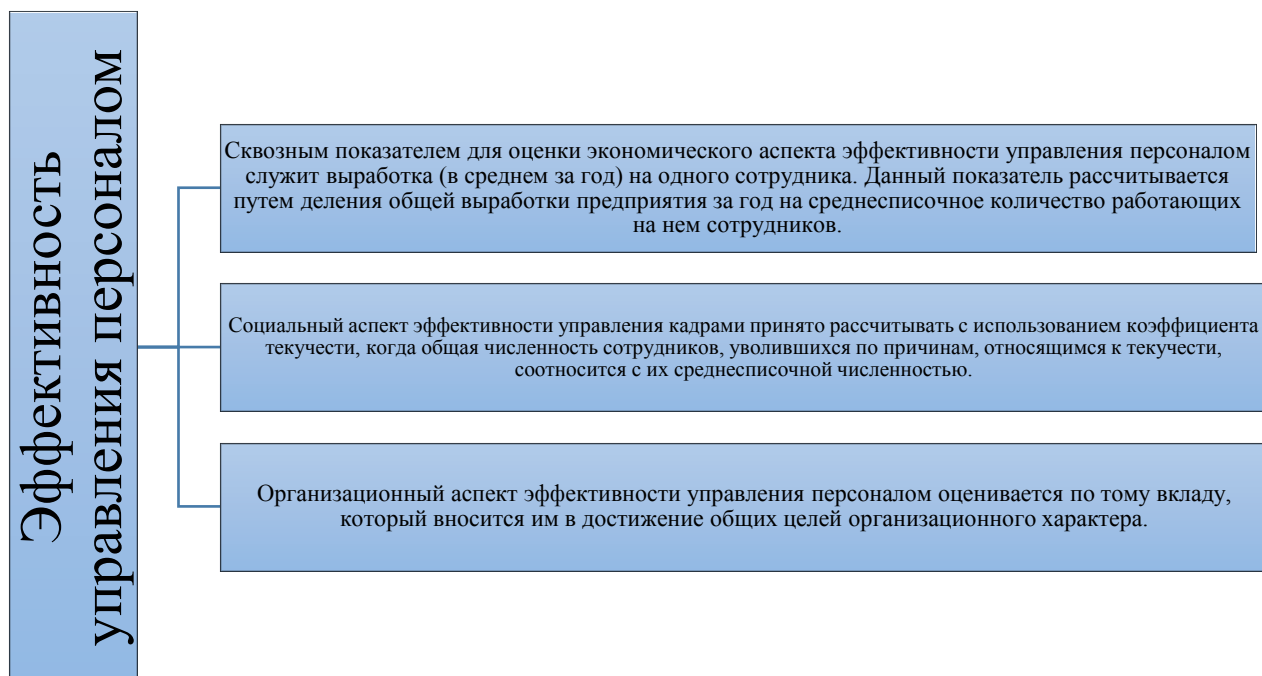 Эффективность
управления персоналом
Сквозным показателем для оценки экономического аспекта эффективности управления персоналом
служит выработка (в среднем за год) на одного сотрудника. Данный показатель рассчитывается
путем деления общей выработки предприятия за год на среднесписочное количество работающих
на нем сотрудников.
Социальный аспект эффективности управления кадрами принято рассчитывать с использованием коэффициента
текучести, когда общая численность сотрудников, уволившихся по причинам, относящимся к текучести,
соотносится с их среднесписочной численностью.
Организационный аспект эффективности управления персоналом оценивается по тому вкладу,
который вносится им в достижение общих целей организационного характера.